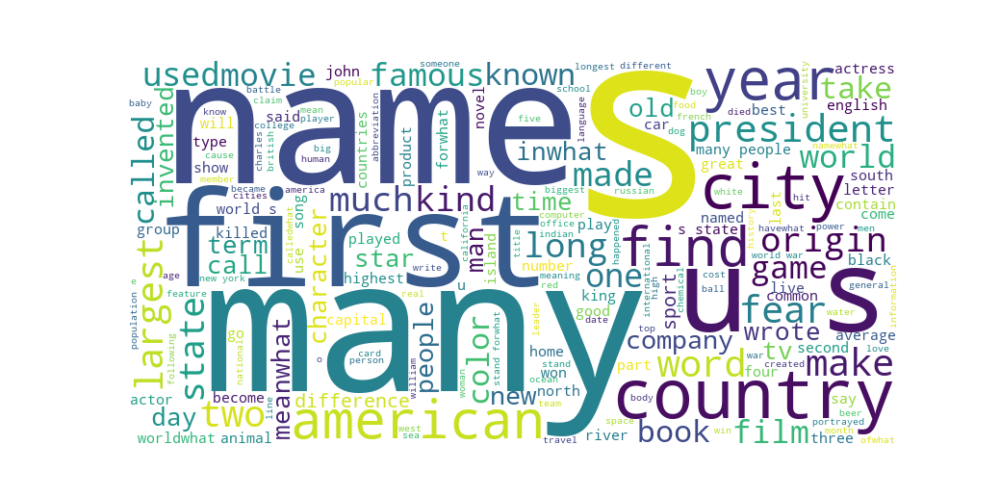 name
s
first
many
us
country
city
year
find
american
president
origin
famous
known
movie
used
called
invented
largest
state
term
call
two
day
muchkind
time
long
one
made
inwhat
old
car
world
take
actress
english
best
many people
great
named
last
south
letter
contain
come
s state
game
fear
sport
live
common
black
wrote
company
word
tv
second
average
make
four
three
say
book
film
part
river
new
north
home
won
color
people
man
character
meanwhat
difference
capital
highest
star
played
song
use
island
number
king
good
play
novel
forwhat
product
countries
said
john
show
type
will
killed
world s
group
become
actor
worldwhat
animal
baby
battle
claim
popular
know
cause
college
british
charles
big
human
mean
player
abbreviation
someone
school
five
language
way
longest
different
boy
food
french
dog
died
university
namewhat
white
hit
history
havewhat
power
men
world war
cost
ball
international
high
chemical
general
information
water
love
war
created
top
body
space
win
travel
beer
portrayed
month
ofwhat
member
became
cities
america
calledwhat
t
u
california
biggest
russian
indian
computer
office
title
happened
meaning
red
write
real
age
new york
feature
population
e
following
go
national
line
o
card
person
william
west
sea
woman
ocean
stand
stand forwhat
team
leader
date